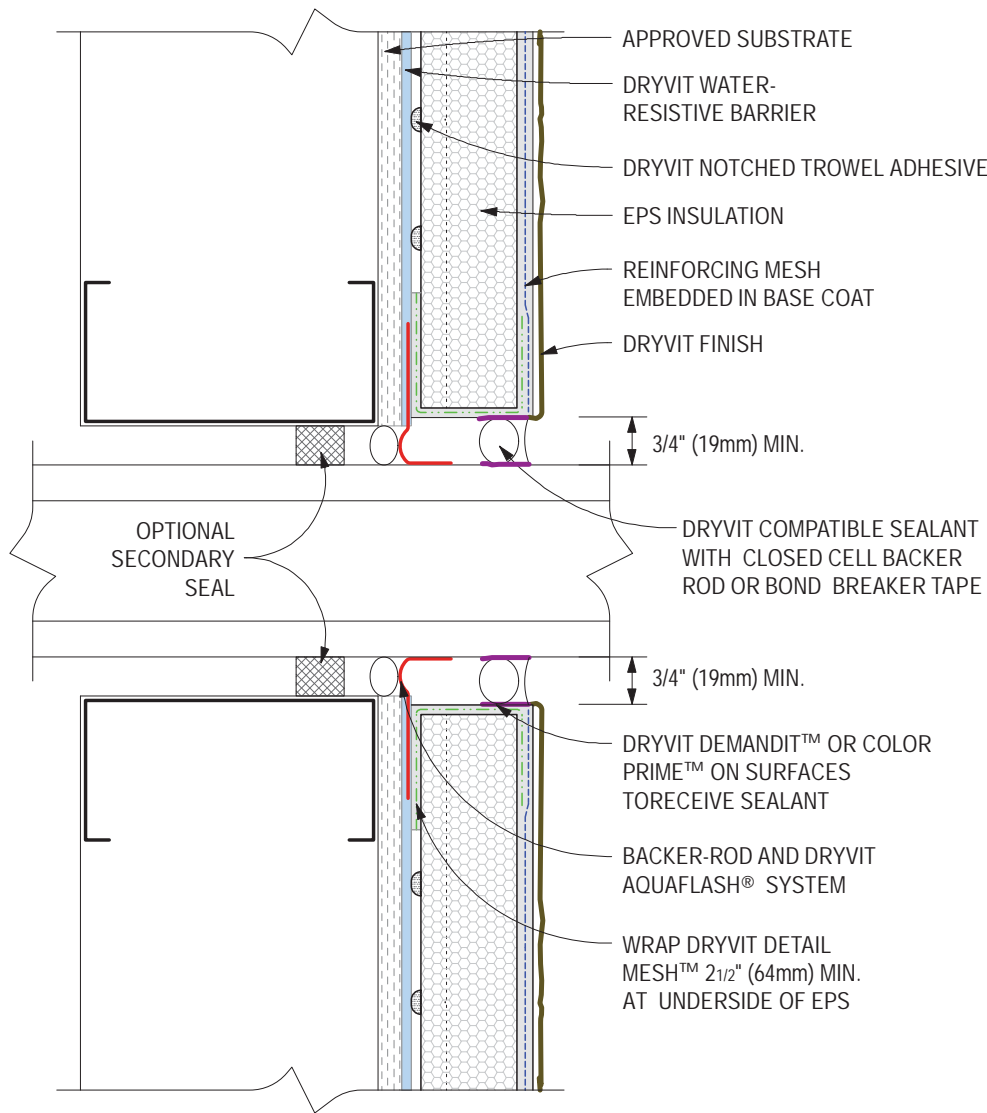 APPROVED SUBSTRATE
DRYVIT WATER-
RESISTIVE BARRIER
DRYVIT NOTCHED TROWEL ADHESIVE
EPS INSULATION
REINFORCING MESH
EMBEDDED IN BASE COAT
DRYVIT FINISH
3/4" (19mm) MIN.
OPTIONAL
SECONDARY
SEAL
DRYVIT COMPATIBLE SEALANT
WITH CLOSED CELL BACKER
ROD OR BOND BREAKER TAPE
3/4" (19mm) MIN.
DRYVIT DEMANDIT™ OR COLOR
PRIME™ ON SURFACES
TORECEIVE SEALANT
BACKER-ROD AND DRYVIT
AQUAFLASH® SYSTEM
WRAP DRYVIT DETAIL
MESH™ 2 1/2" (64mm) MIN.
AT UNDERSIDE OF EPS